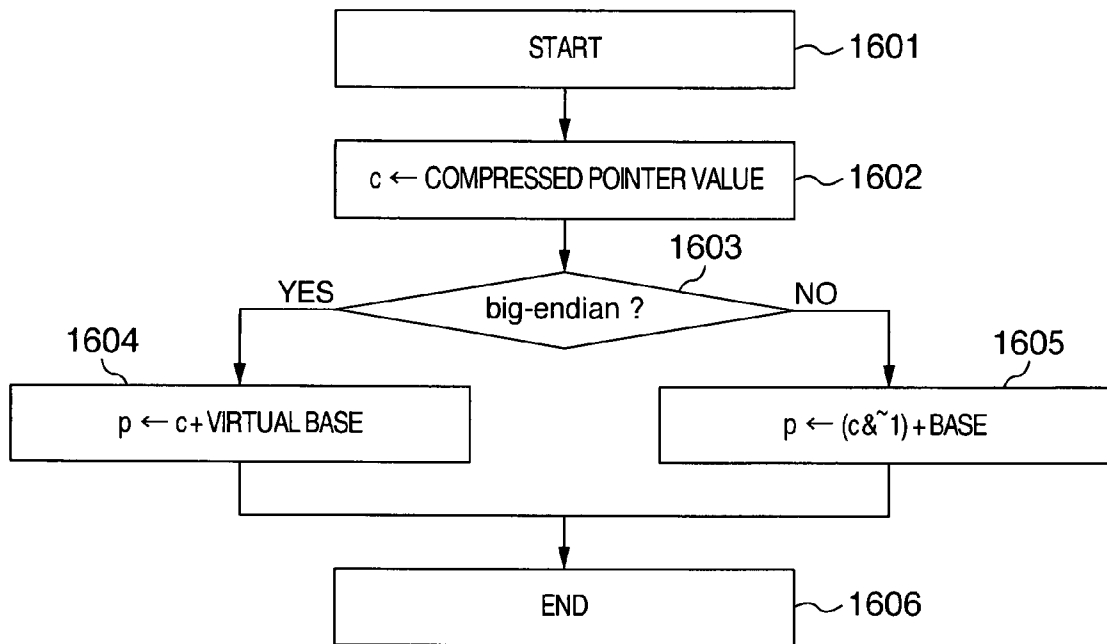 START
1601
c ← COMPRESSED POINTER VALUE
1602
1603
YES
big-endian ?
NO
1604
1605
p ← c + VIRTUAL BASE
p ← (c & ~1) + BASE
END
1606